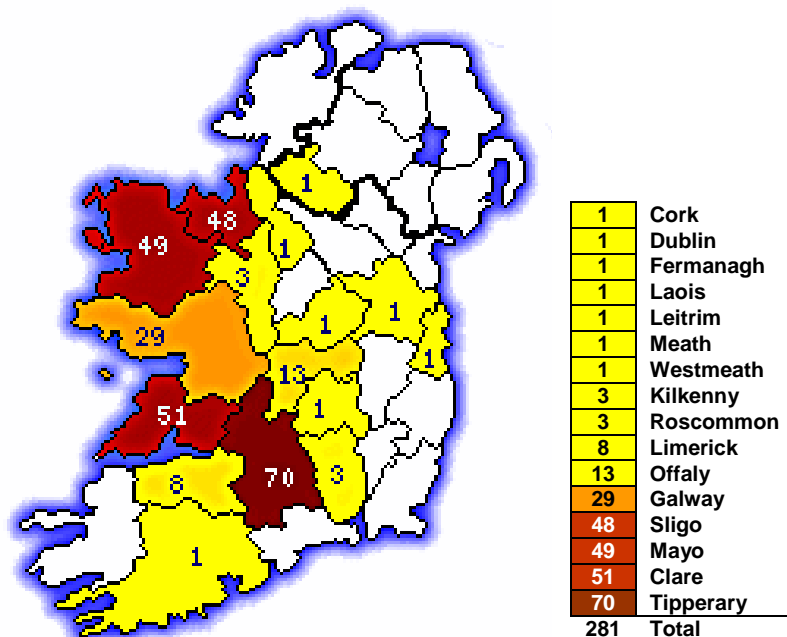 1
48
49
1
3
1
1
29
1
13
1
51
70
3
8
1
1 Cork
1 Dublin
1 Fermanagh
1 Laois
1 Leitrim
1 Meath
1 Westmeath
3 Kilkenny
3 Roscommon
8 Limerick
13 Offaly
29 Galway
48 Sligo
49 Mayo
51 Clare
70 Tipperary
281 Total